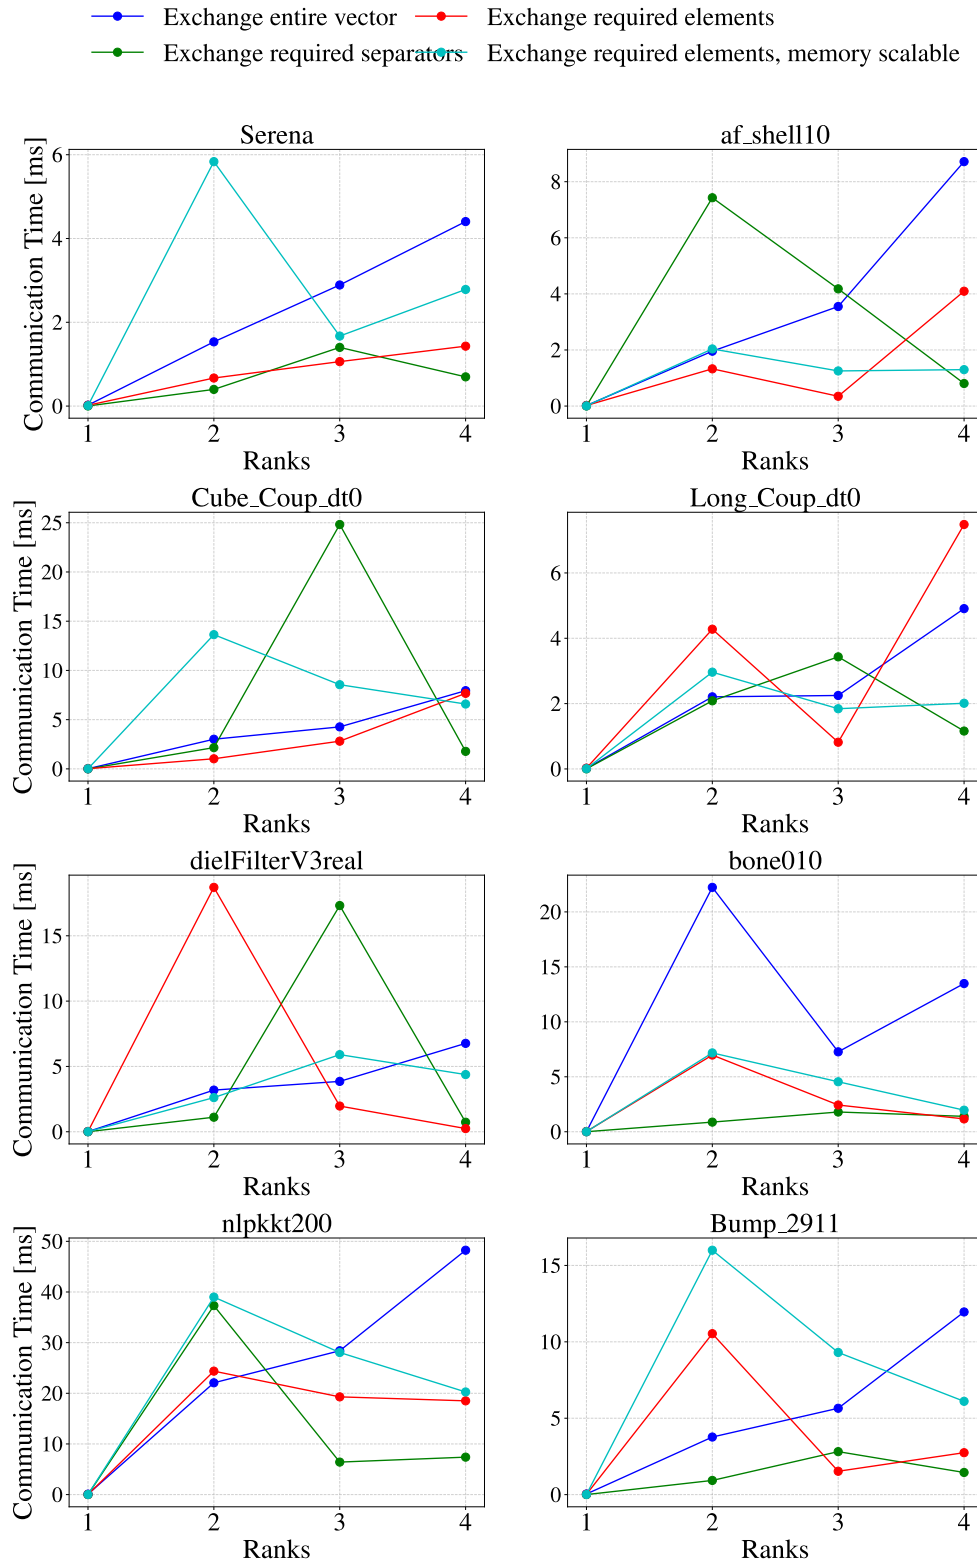 Exchange entire vector
Exchange required elements
Exchange required separators
Exchange required elements, memory scalable
Serena
af_shell10
Communication Time [ms]
6
4
2
0
8
6
4
2
0
1 2 3 4
1 2 3 4
Ranks
Ranks
Cube_Coup_dt0
Long_Coup_dt0
Communication Time [ms]
25
20
15
10
5
0
6
4
2
0
1 2 3 4
1 2 3 4
Ranks
Ranks
dielFilterV3real
bone010
Communication Time [ms]
15
10
5
0
20
15
10
5
0
1 2 3 4
1 2 3 4
Ranks
Ranks
nlpkkt200
Bump_2911
Communication Time [ms]
50
40
30
20
10
0
15
10
5
0
1 2 3 4
1 2 3 4
Ranks
Ranks